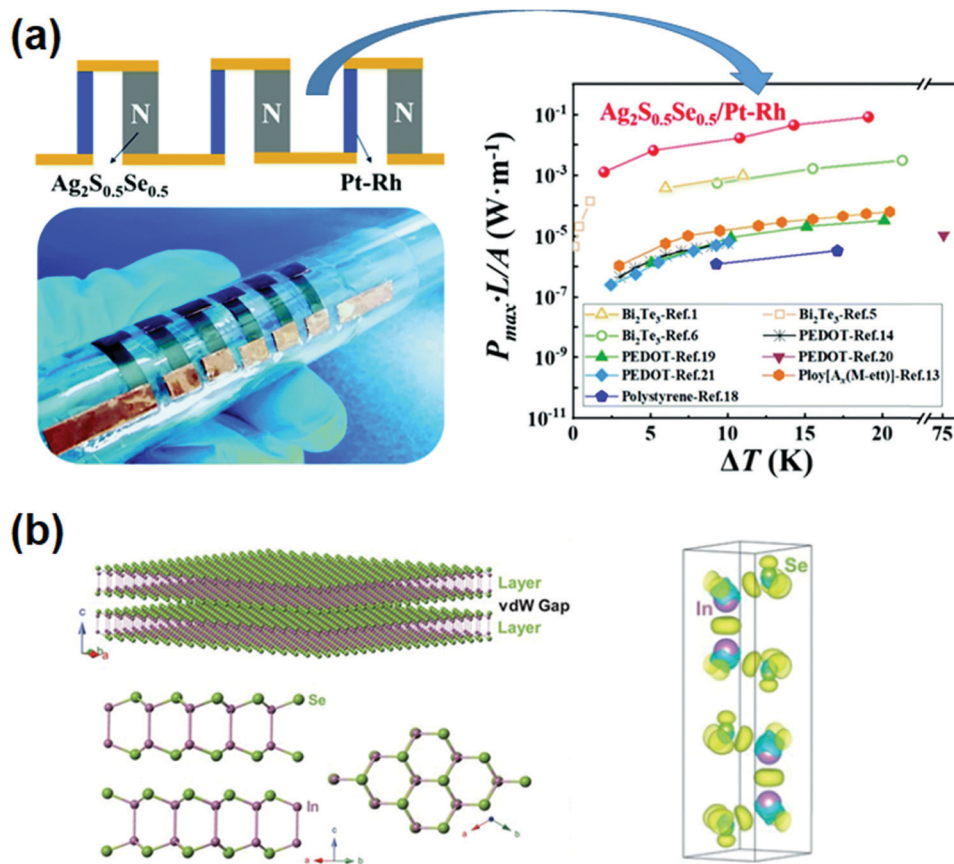 (a)
N
N
N
Ag₂S₀.₅Se₀.₅
Pt-Rh
Ag₂S₀.₅Se₀.₅/Pt-Rh
P_max·L/A (W·m⁻¹)
10⁻¹
10⁻³
10⁻⁵
10⁻⁷
10⁻⁹
10⁻¹¹
Bi₂Te₃-Ref.1
Bi₂Te₃-Ref.5
Bi₂Te₃-Ref.6
PEDOT-Ref.14
PEDOT-Ref.19
PEDOT-Ref.20
PEDOT-Ref.21
Ploy[Aₓ(M-ett)]-Ref.13
Polystyrene-Ref.18
0 5 10 15 20 75
ΔT (K)
(b)
Layer
vdW Gap
Layer
c
b
a
Se
In
c
a b
a b
Se
In